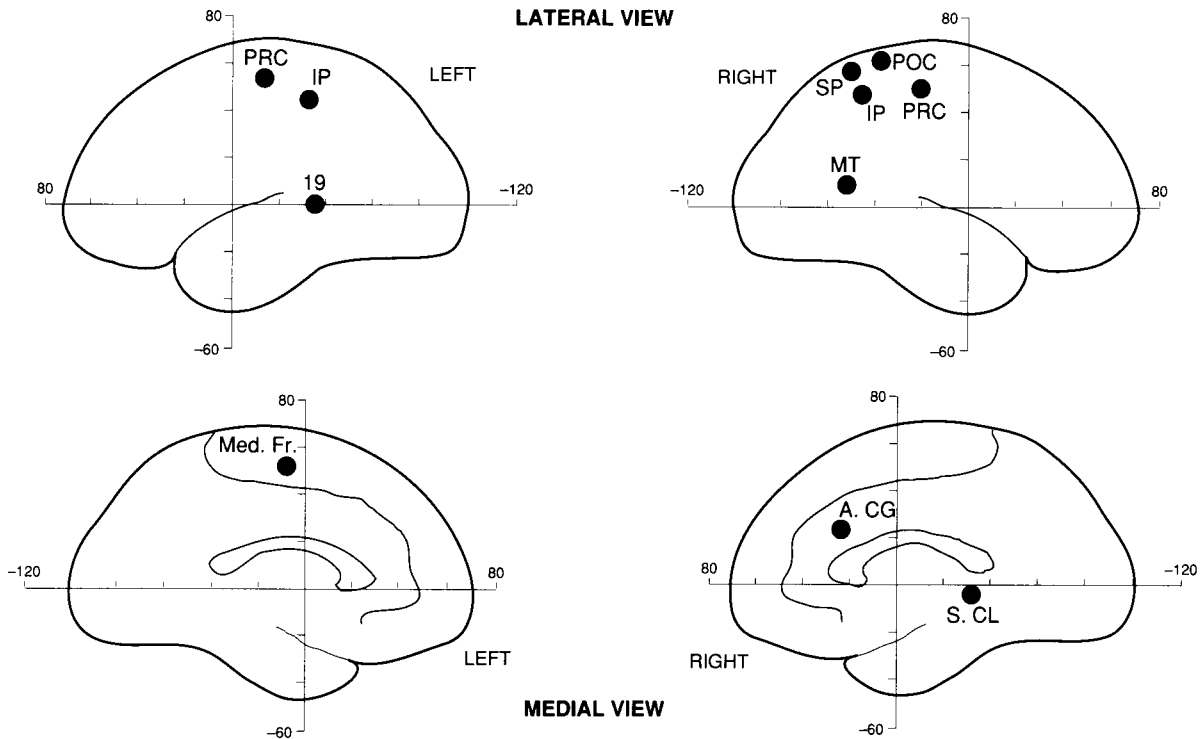 LATERAL VIEW
80
PRC
IP
LEFT
80
19
-120
-60
80
RIGHT
POC
SP
IP
PRC
MT
-120
80
-60
80
Med. Fr.
-120
80
LEFT
-60
80
A. CG
80
-120
S. CL
RIGHT
-60
MEDIAL VIEW